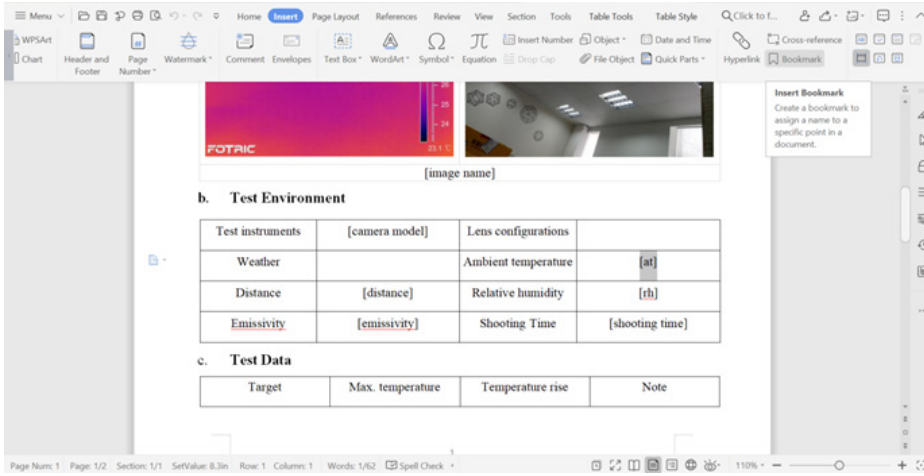 Menu Home Insert Page Layout References Review View Section Tools Table Tools Table Style Click to f...
WPSArt Insert Number Object Date and Time Cross-reference
Chart Header and Footer Page Number Watermark Comment Envelopes Text Box WordArt Symbol Equation Drop Cap File Object Quick Parts Hyperlink Bookmark
Insert Bookmark
Create a bookmark to
assign a name to a
specific point in a
document.
24
FOTRIC 23.1 °C
[image name]
b. Test Environment
Test instruments [camera model] Lens configurations
Weather Ambient temperature [at]
Distance [distance] Relative humidity [rh]
Emissivity [emissivity] Shooting Time [shooting time]
c. Test Data
Target Max. temperature Temperature rise Note
1
Page Num: 1 Page: 1/2 Section: 1/1 SetValue: 8.3in Row: 1 Column: 1 Words: 1/62 Spell Check 110%